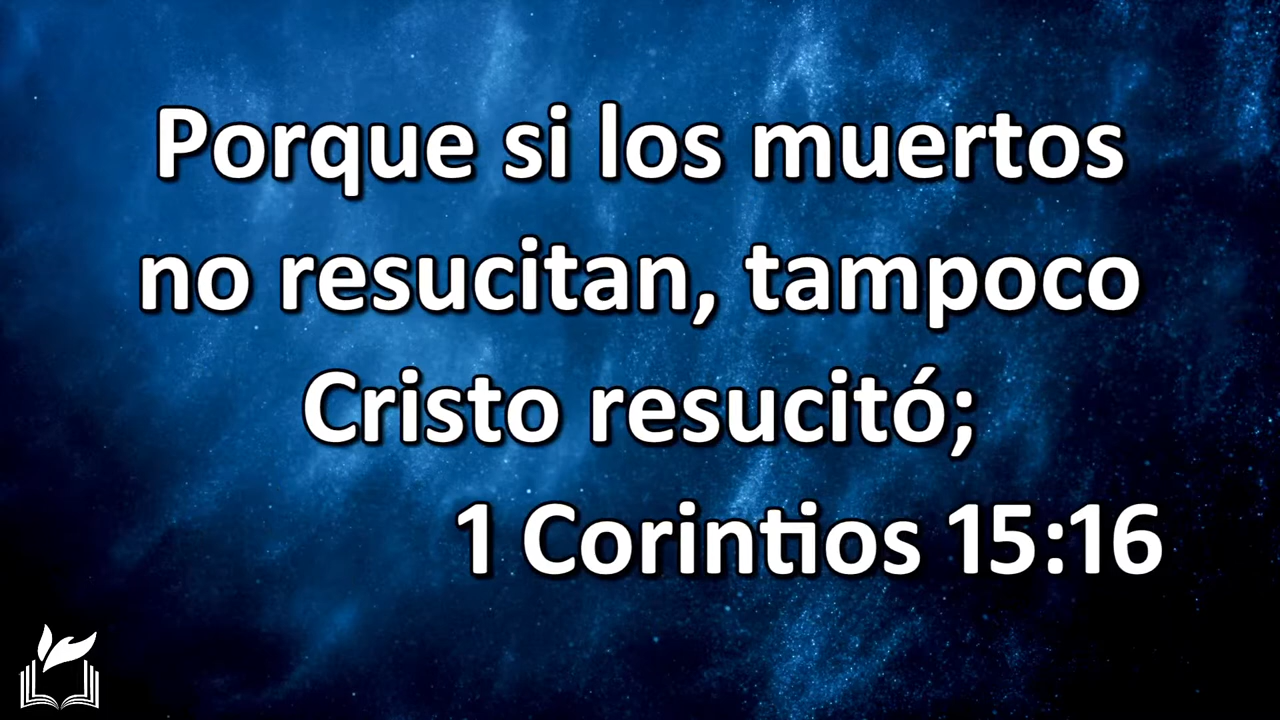 Porque si los muertos
no resucitan, tampoco
Cristo resucitó;
1 Corintios 15:16